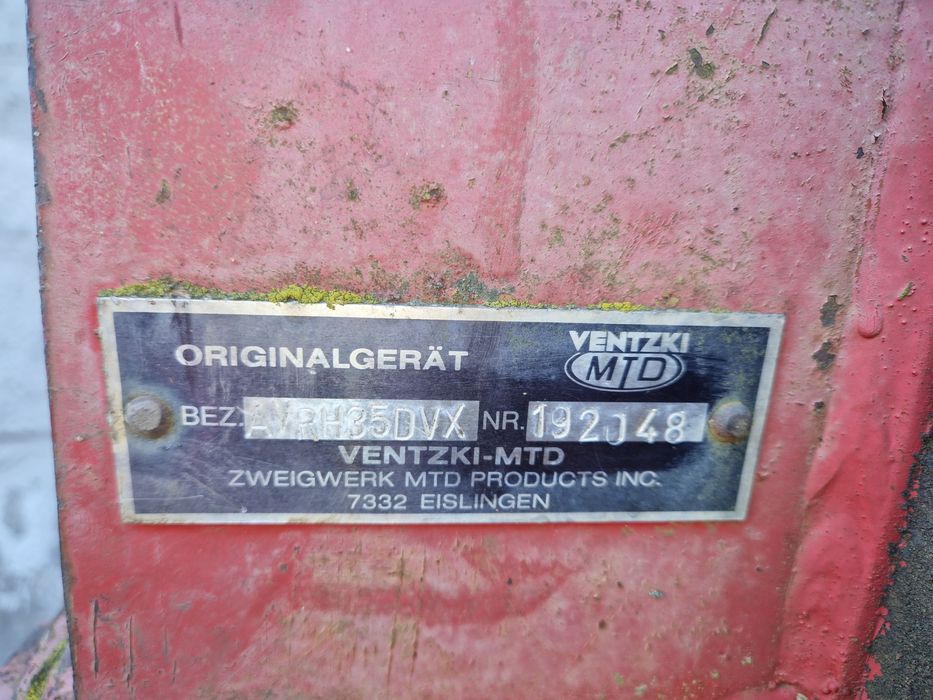 ORIGINALGERÄT
VENTZKI
MTD
BEZ. AVRH35DVX NR. 192J48
VENTZKI-MTD
ZWEIGWERK MTD PRODUCTS INC.
7332 EISLINGEN